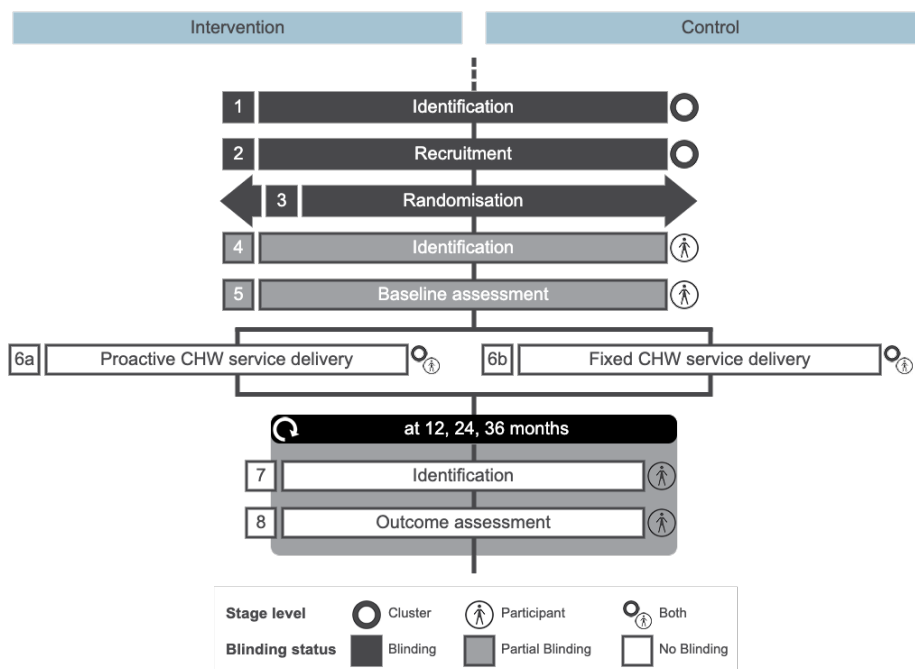 Intervention Control
1 Identification
2 Recruitment
3 Randomisation
4 Identification
5 Baseline assessment
6a Proactive CHW service delivery 6b Fixed CHW service delivery
at 12, 24, 36 months
7 Identification
8 Outcome assessment
Stage level Cluster Participant Both
Blinding status Blinding Partial Blinding No Blinding